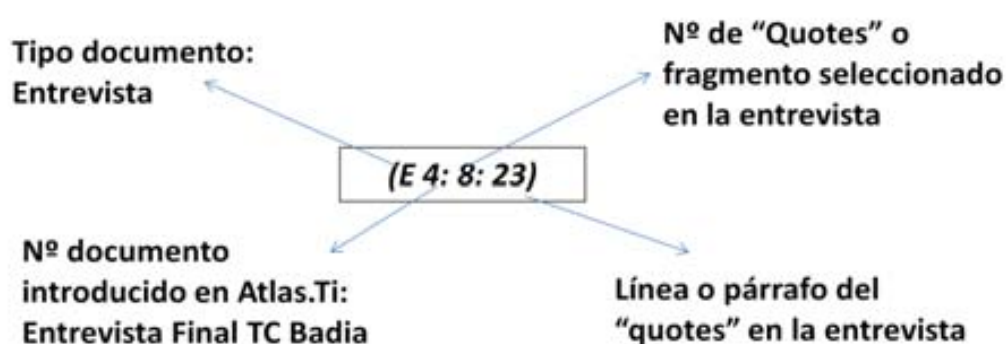 Tipo documento:
Entrevista
Nº de “Quotes” o
fragmento seleccionado
en la entrevista
(E 4: 8: 23)
Nº documento
introducido en Atlas.Ti:
Entrevista Final TC Badia
Línea o párrafo del
“quotes” en la entrevista